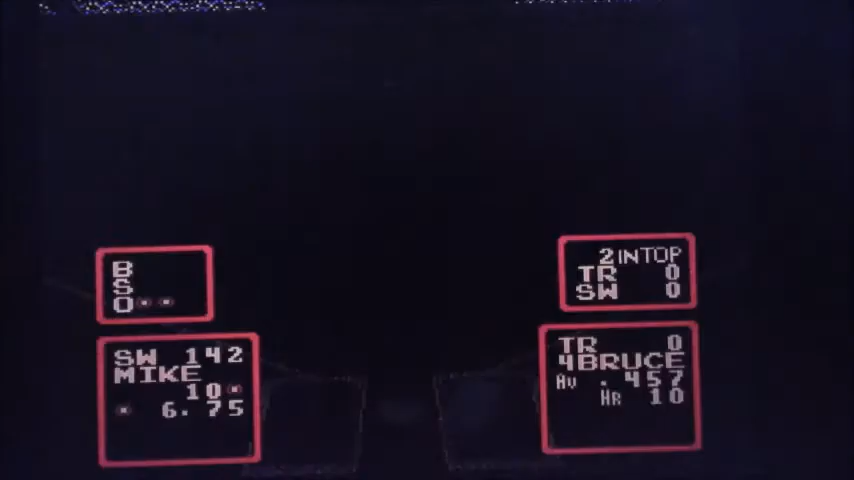 B
S
O
2INTOP
TR 0
SW 0
SW 142
MIKE
10
6.75
TR 0
4BRUCE
Av .457
HR 10